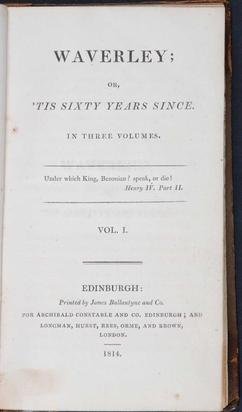 WAVERLEY;
OR,
'TIS SIXTY YEARS SINCE.
IN THREE VOLUMES.
Under which King, Bezonian? speak, or die!
Henry IV. Part II.
VOL. I.
EDINBURGH:
Printed by James Ballantyne and Co.
FOR ARCHIBALD CONSTABLE AND CO. EDINBURGH; AND
LONGMAN, HURST, REES, ORME, AND BROWN,
LONDON.
1814.